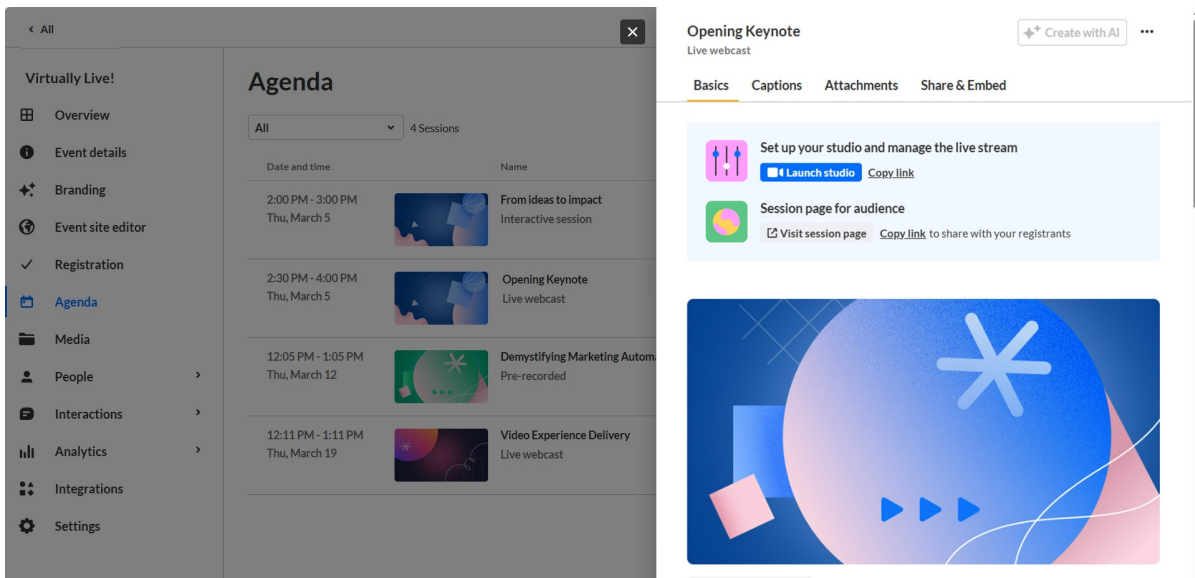 All
Virtually Live!
Overview
Event details
Branding
Event site editor
Registration
Agenda
Media
People
Interactions
Analytics
Integrations
Settings
Agenda
All
4 Sessions
Date and time Name
2:00 PM - 3:00 PM From ideas to impact
Thu, March 5 Interactive session
2:30 PM - 4:00 PM Opening Keynote
Thu, March 5 Live webcast
12:05 PM - 1:05 PM Demystifying Marketing Autom
Thu, March 12 Pre-recorded
12:11 PM - 1:11 PM Video Experience Delivery
Thu, March 19 Live webcast
Opening Keynote
Live webcast
Create with AI
Basics Captions Attachments Share & Embed
Set up your studio and manage the live stream
Launch studio Copy link
Session page for audience
Visit session page Copy link to share with your registrants